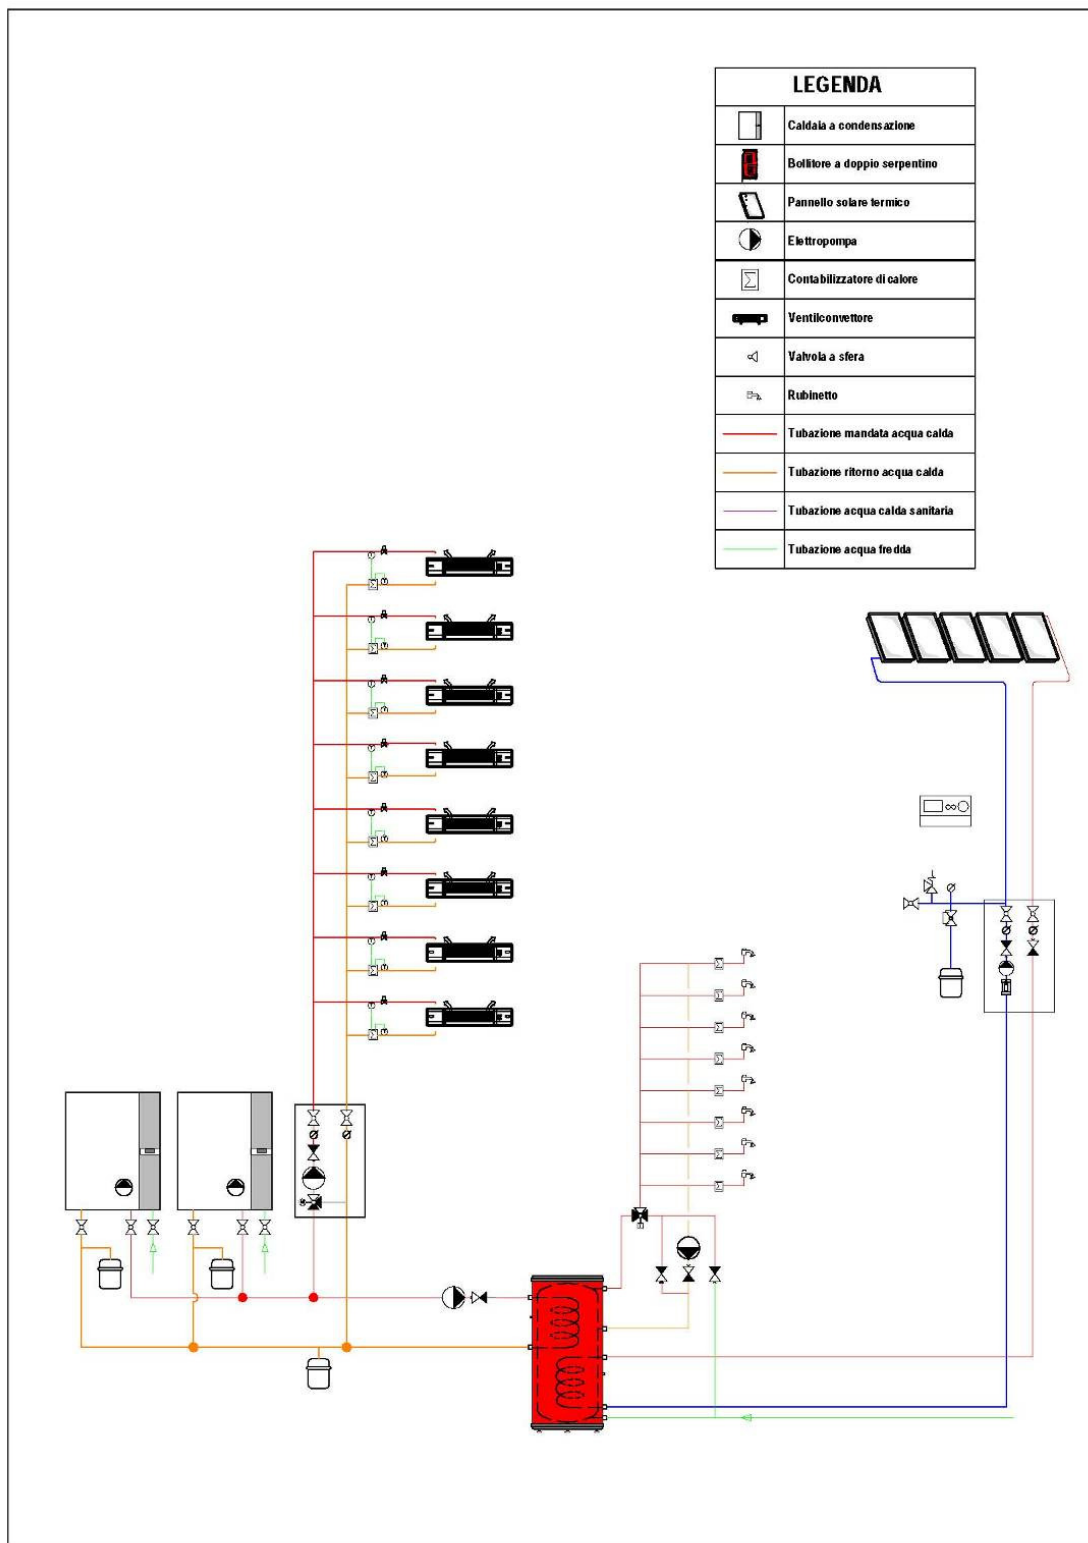 LEGENDA
Caldaia a condensazione
Bollitore a doppio serpentino
Pannello solare termico
Elettropompa
Contabilizzatore di calore
Ventilconvettore
Valvola a sfera
Rubinetto
Tubazione mandata acqua calda
Tubazione ritorno acqua calda
Tubazione acqua calda sanitaria
Tubazione acqua fredda